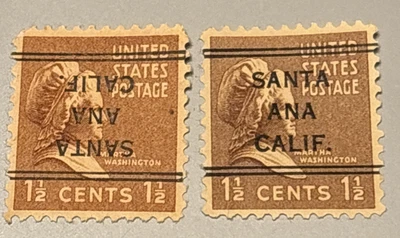 UNITED
STATES
POSTAGE
SANTA
ANA
CALIF
WASHINGTON
1½ CENTS 1½
UNITED
STATES
POSTAGE
SANTA
ANA
CALIF.
MARTHA
WASHINGTON
1½ CENTS 1½